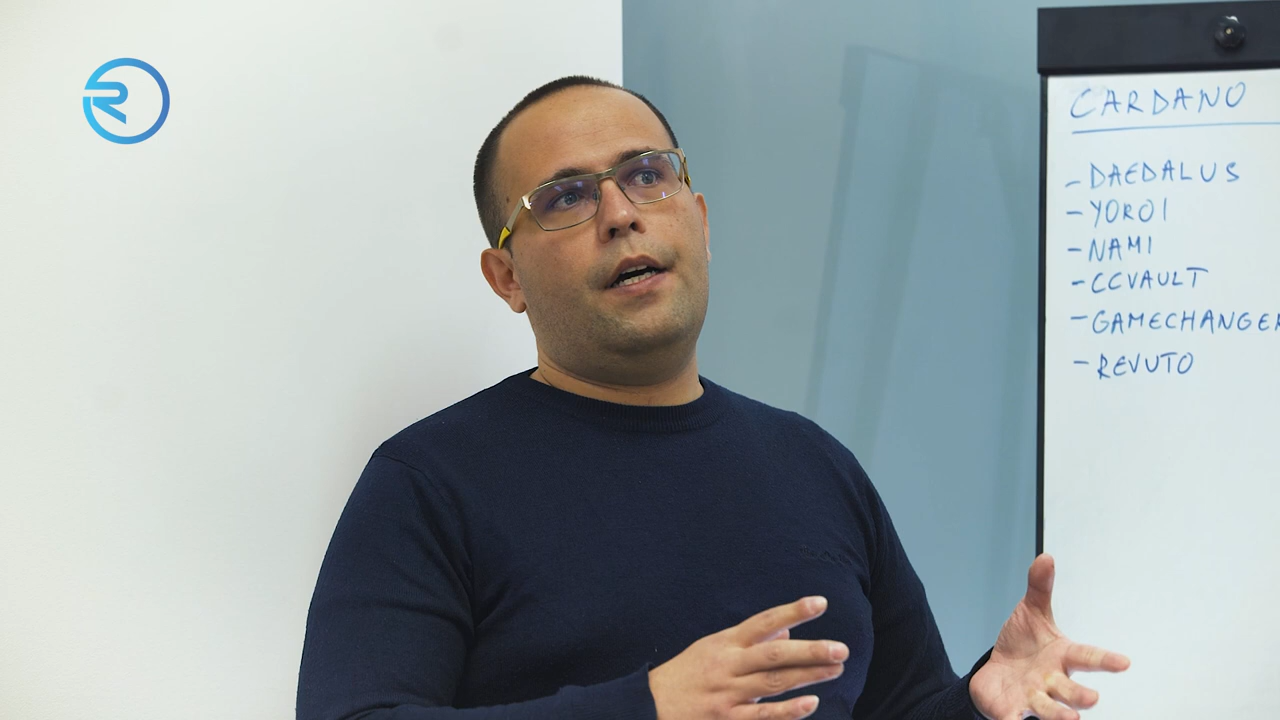 CARDANO
- DAEDALUS
- YOROI
- NAMI
- CCVAULT
- GAMECHANGER
- REVUTO